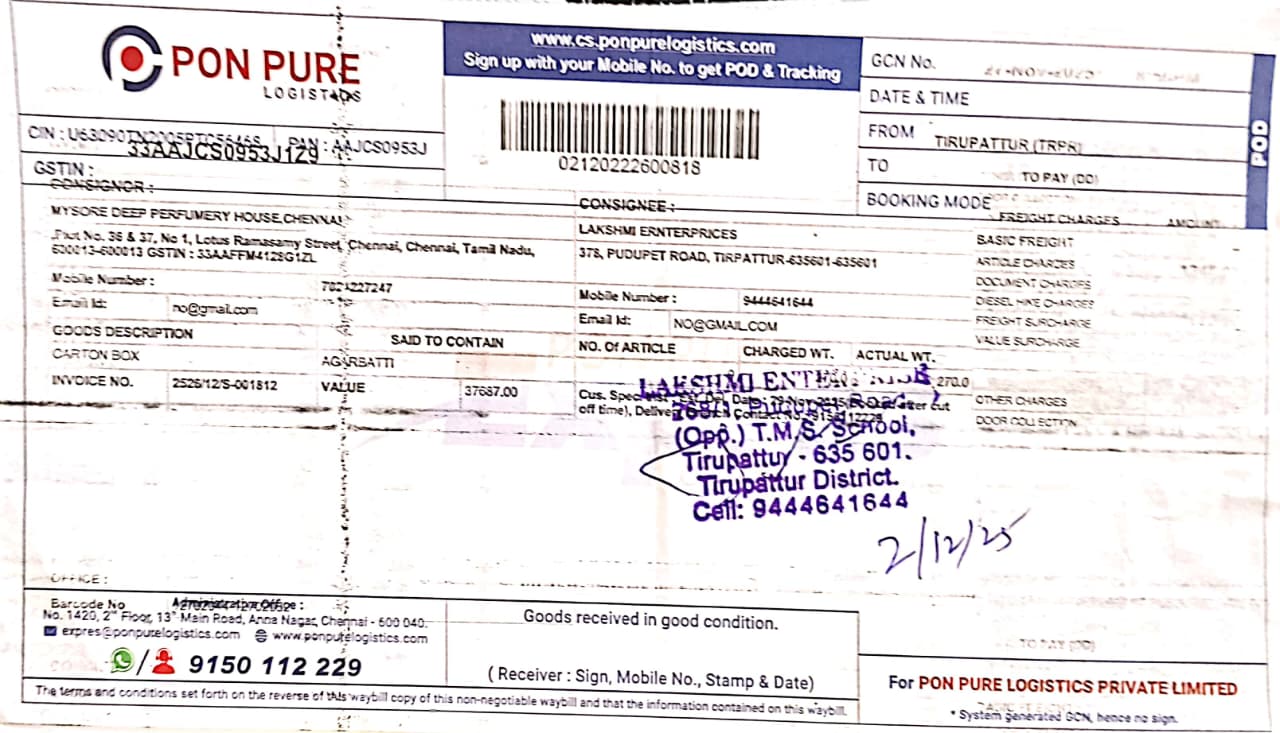 PON PURE
LOGISTICS
www.cs.ponpurelogistics.com
Sign up with your Mobile No. to get POD & Tracking
02120222600818
GCN No.
DATE & TIME
FROM TIRUPATTUR (TRPR)
TO TO PAY (DD)
BOOKING MODE
POD
CIN : PAN : AAJCS0953J
33AAJCS0953J1Z9
GSTIN :
CONSIGNOR :
MYSORE DEEP PERFUMERY HOUSE,CHENNAI
No. 36 & 37, No 1, Lotus Ramasamy Street, Chennai, Chennai, Tamil Nadu,
600013-600013 GSTIN : 33AAFFM4128G1ZL
Mobile Number : 7824227247
Email Id: no@gmail.com
GOODS DESCRIPTION SAID TO CONTAIN
CARTON BOX AGARBATTI
INVOICE NO. 2526/12/S-001812 VALUE 37687.00
CONSIGNEE :
LAKSHMI ERNTERPRICES
378, PUDUPET ROAD, TIRPATTUR-635601-635601
Mobile Number : 9444641644
Email Id: NO@GMAIL.COM
NO. Of ARTICLE CHARGED WT. ACTUAL WT.
270.0
Cus.
off time),
LAKSHMI
(Opp.) T.M.S. School,
Tirupattur - 635 601.
Tirupattur District.
Cell: 9444641644
2/12/25
FREIGHT CHARGES AMOUNT
BASIC FREIGHT
ARTICLE CHARGES
DOCUMENT CHARGES
DIESEL HIKE CHARGES
FREIGHT SURCHARGE
VALUE SURCHARGE
OTHER CHARGES
DOOR COLLECTION
OFFICE :
Barcode No Administrative Office :
No. 1420, 2nd Floor, 13th Main Road, Anna Nagar, Chennai - 600 040.
expres@ponpurelogistics.com www.ponpurelogistics.com
9150 112 229
Goods received in good condition.
( Receiver : Sign, Mobile No., Stamp & Date)
TO PAY (DD)
For PON PURE LOGISTICS PRIVATE LIMITED
* System generated GCN, hence no sign.
The terms and conditions set forth on the reverse of this waybill copy of this non-negotiable waybill and that the information contained on this waybill.